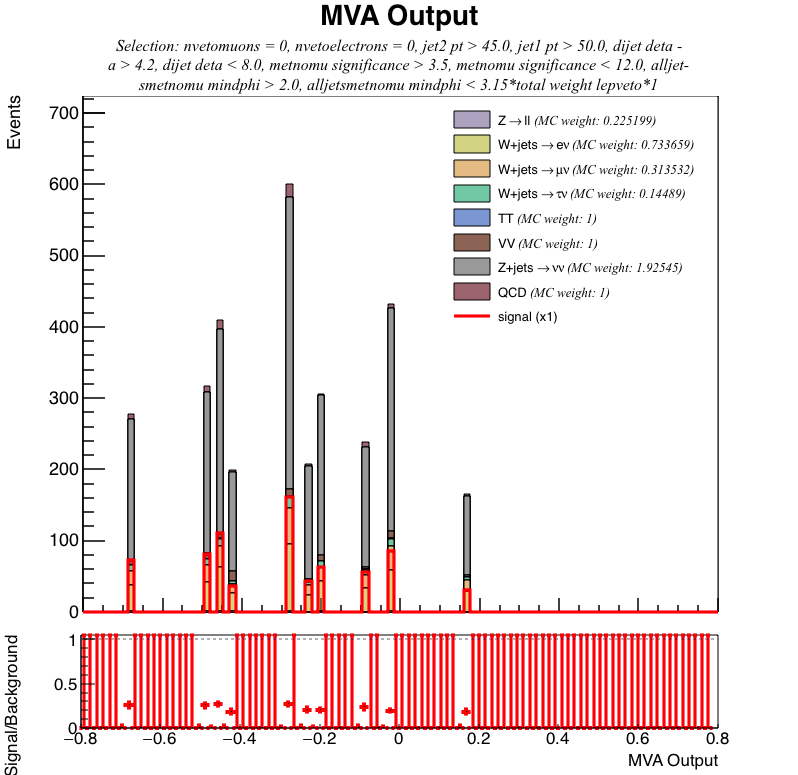 MVA Output
Selection: nvetomuons = 0, nvetoelectrons = 0, jet2 pt > 45.0, jet1 pt > 50.0, dijet deta -
a > 4.2, dijet deta < 8.0, metnomu significance > 3.5, metnomu significance < 12.0, alljet-
smetnomu mindphi > 2.0, alljetsmetnomu mindphi < 3.15*total weight lepveto*1
Events
700
600
500
400
300
200
100
0
Z→ll (MC weight: 0.225199)
W+jets→eν (MC weight: 0.733659)
W+jets→μν (MC weight: 0.313532)
W+jets→τν (MC weight: 0.14489)
TT (MC weight: 1)
VV (MC weight: 1)
Z+jets→νν (MC weight: 1.92545)
QCD (MC weight: 1)
signal (x1)
Signal/Background
1
0.5
0
−0.8 −0.6 −0.4 −0.2 0 0.2 0.4 0.6 0.8
MVA Output